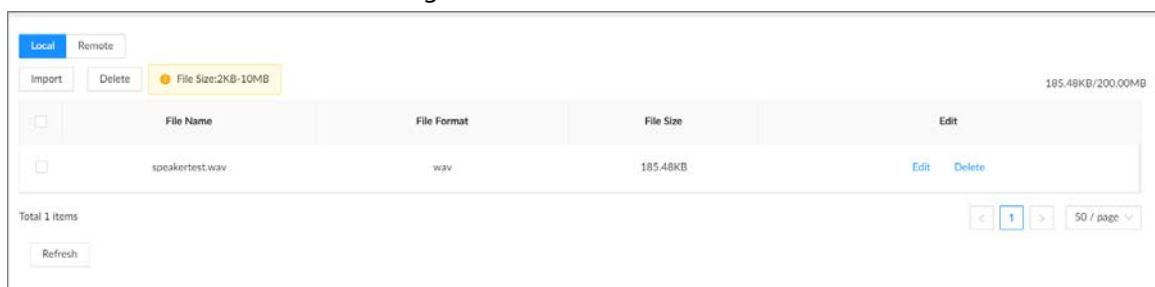 Local Remote
Import Delete File Size:2KB-10MB 185.48KB/200.00MB
File Name File Format File Size Edit
speakertest.wav wav 185.48KB Edit Delete
Total 1 items < 1 > 50 / page
Refresh